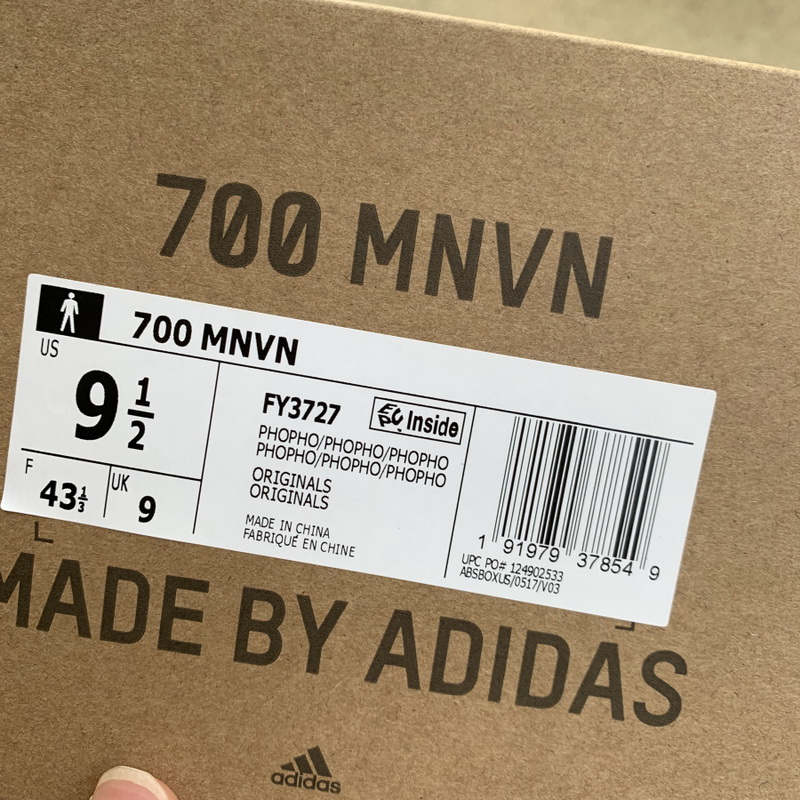 700 MNVN
700 MNVN
US
9 1/2
F
43 1/3
UK
9
FY3727
EPC Inside
PHOPHO/PHOPHO/PHOPHO
PHOPHO/PHOPHO/PHOPHO
ORIGINALS
ORIGINALS
MADE IN CHINA
FABRIQUÉ EN CHINE
1 91979 37854 9
UPC PO# 124902533
ABSBOXUS/0517/V03
MADE BY ADIDAS
adidas